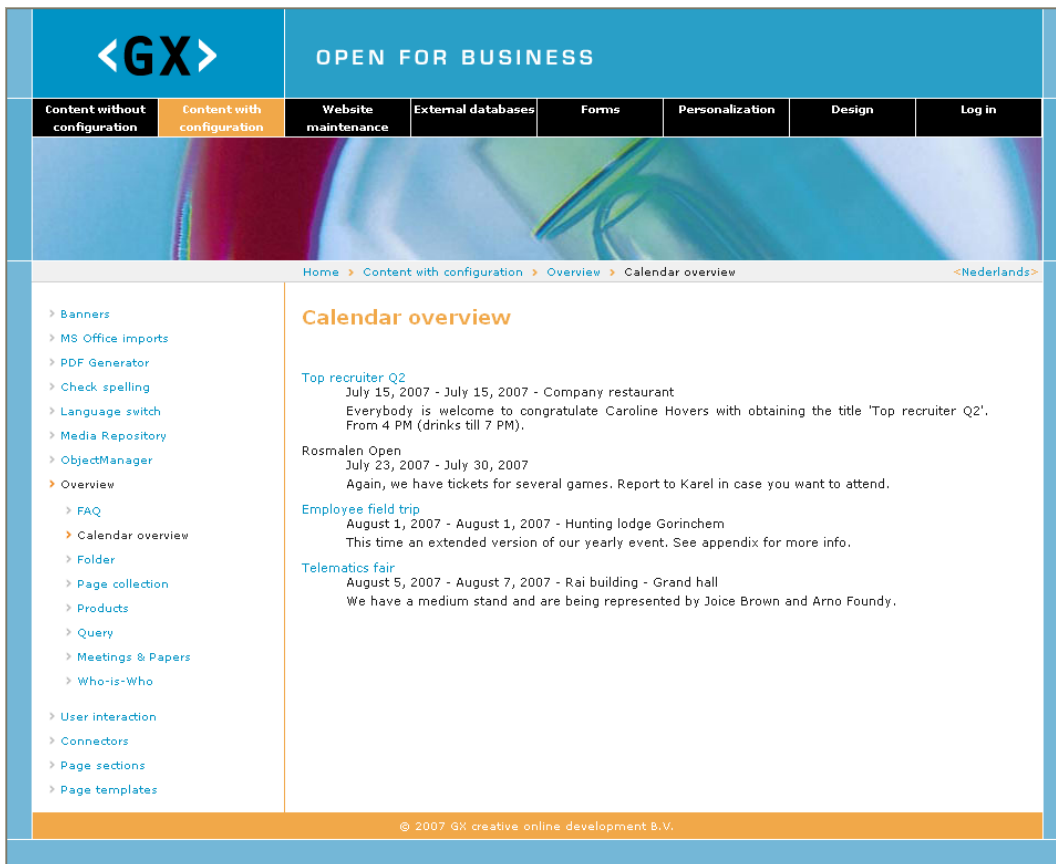 <GX>
OPEN FOR BUSINESS
Content without configuration
Content with configuration
Website maintenance
External databases
Forms
Personalization
Design
Log in
Home > Content with configuration > Overview > Calendar overview
<Nederlands>
> Banners
> MS Office imports
> PDF Generator
> Check spelling
> Language switch
> Media Repository
> ObjectManager
> Overview
> FAQ
> Calendar overview
> Folder
> Page collection
> Products
> Query
> Meetings & Papers
> Who-is-Who
> User interaction
> Connectors
> Page sections
> Page templates
Calendar overview
Top recruiter Q2
July 15, 2007 - July 15, 2007 - Company restaurant
Everybody is welcome to congratulate Caroline Hovers with obtaining the title 'Top recruiter Q2'.
From 4 PM (drinks till 7 PM).
Rosmalen Open
July 23, 2007 - July 30, 2007
Again, we have tickets for several games. Report to Karel in case you want to attend.
Employee field trip
August 1, 2007 - August 1, 2007 - Hunting lodge Gorinchem
This time an extended version of our yearly event. See appendix for more info.
Telematics fair
August 5, 2007 - August 7, 2007 - Rai building - Grand hall
We have a medium stand and are being represented by Joice Brown and Arno Foundy.
© 2007 GX creative online development B.V.